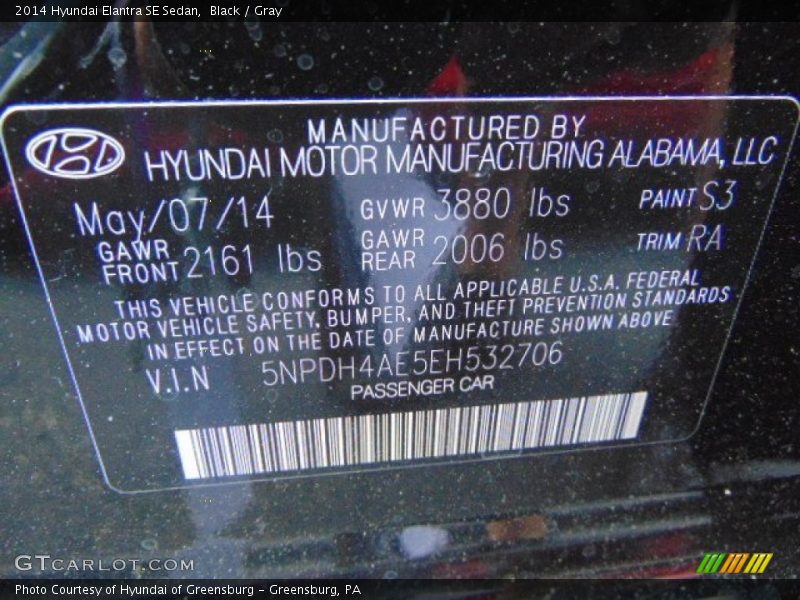 2014 Hyundai Elantra SE Sedan,  Black / Gray
MANUFACTURED BY
HYUNDAI MOTOR MANUFACTURING ALABAMA, LLC
May/07/14 GVWR 3880 lbs PAINT S3
GAWR FRONT 2161 lbs GAWR REAR 2006 lbs TRIM RA
THIS VEHICLE CONFORMS TO ALL APPLICABLE U.S.A. FEDERAL
MOTOR VEHICLE SAFETY, BUMPER, AND THEFT PREVENTION STANDARDS
IN EFFECT ON THE DATE OF MANUFACTURE SHOWN ABOVE
V.I.N 5NPDH4AE5EH532706
PASSENGER CAR
GTCARLOT.COM
Photo Courtesy of Hyundai of Greensburg – Greensburg, PA